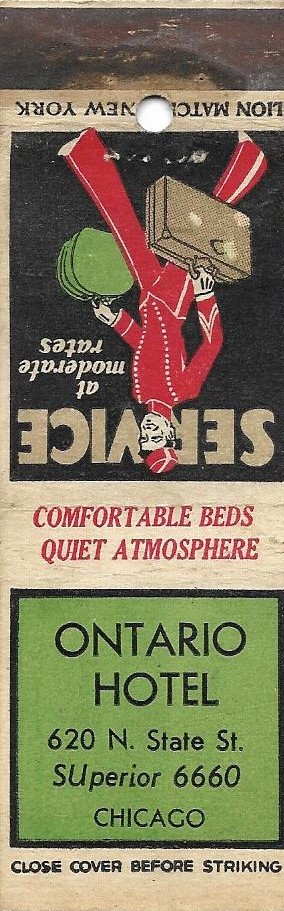 LION MATCH NEW YORK
SERVICE
at
moderate
rates
COMFORTABLE BEDS
QUIET ATMOSPHERE
ONTARIO
HOTEL
620 N. State St.
SUperior 6660
CHICAGO
CLOSE COVER BEFORE STRIKING